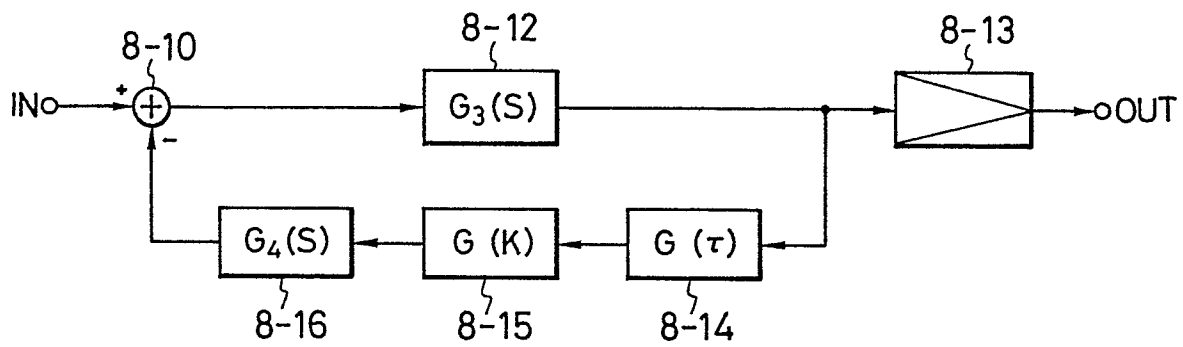 8-10
8-12
8-13
IN
+
+
G₃(S)
OUT
-
G₄(S)
G (K)
G (τ)
8-16
8-15
8-14